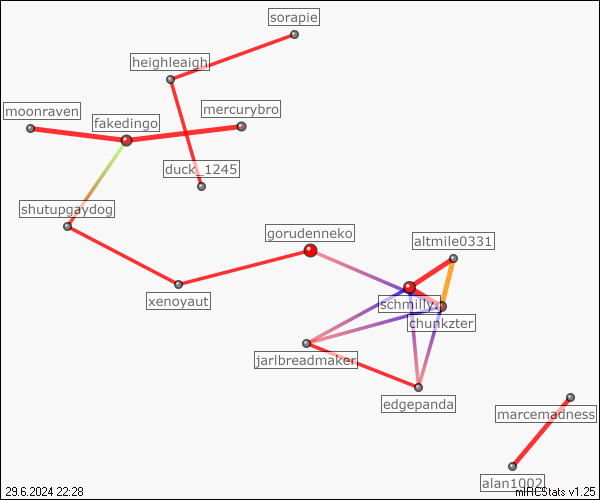 sorapie
heighleaigh
moonraven
mercurybro
fakedingo
duck_1245
shutupgaydog
gorudenneko
altmile0331
xenoyaut
schmilly.
chunkzter
jarlbreadmaker
edgepanda
marcemadness
alan1002
29.6.2024 22:28
mIRCStats v1.25